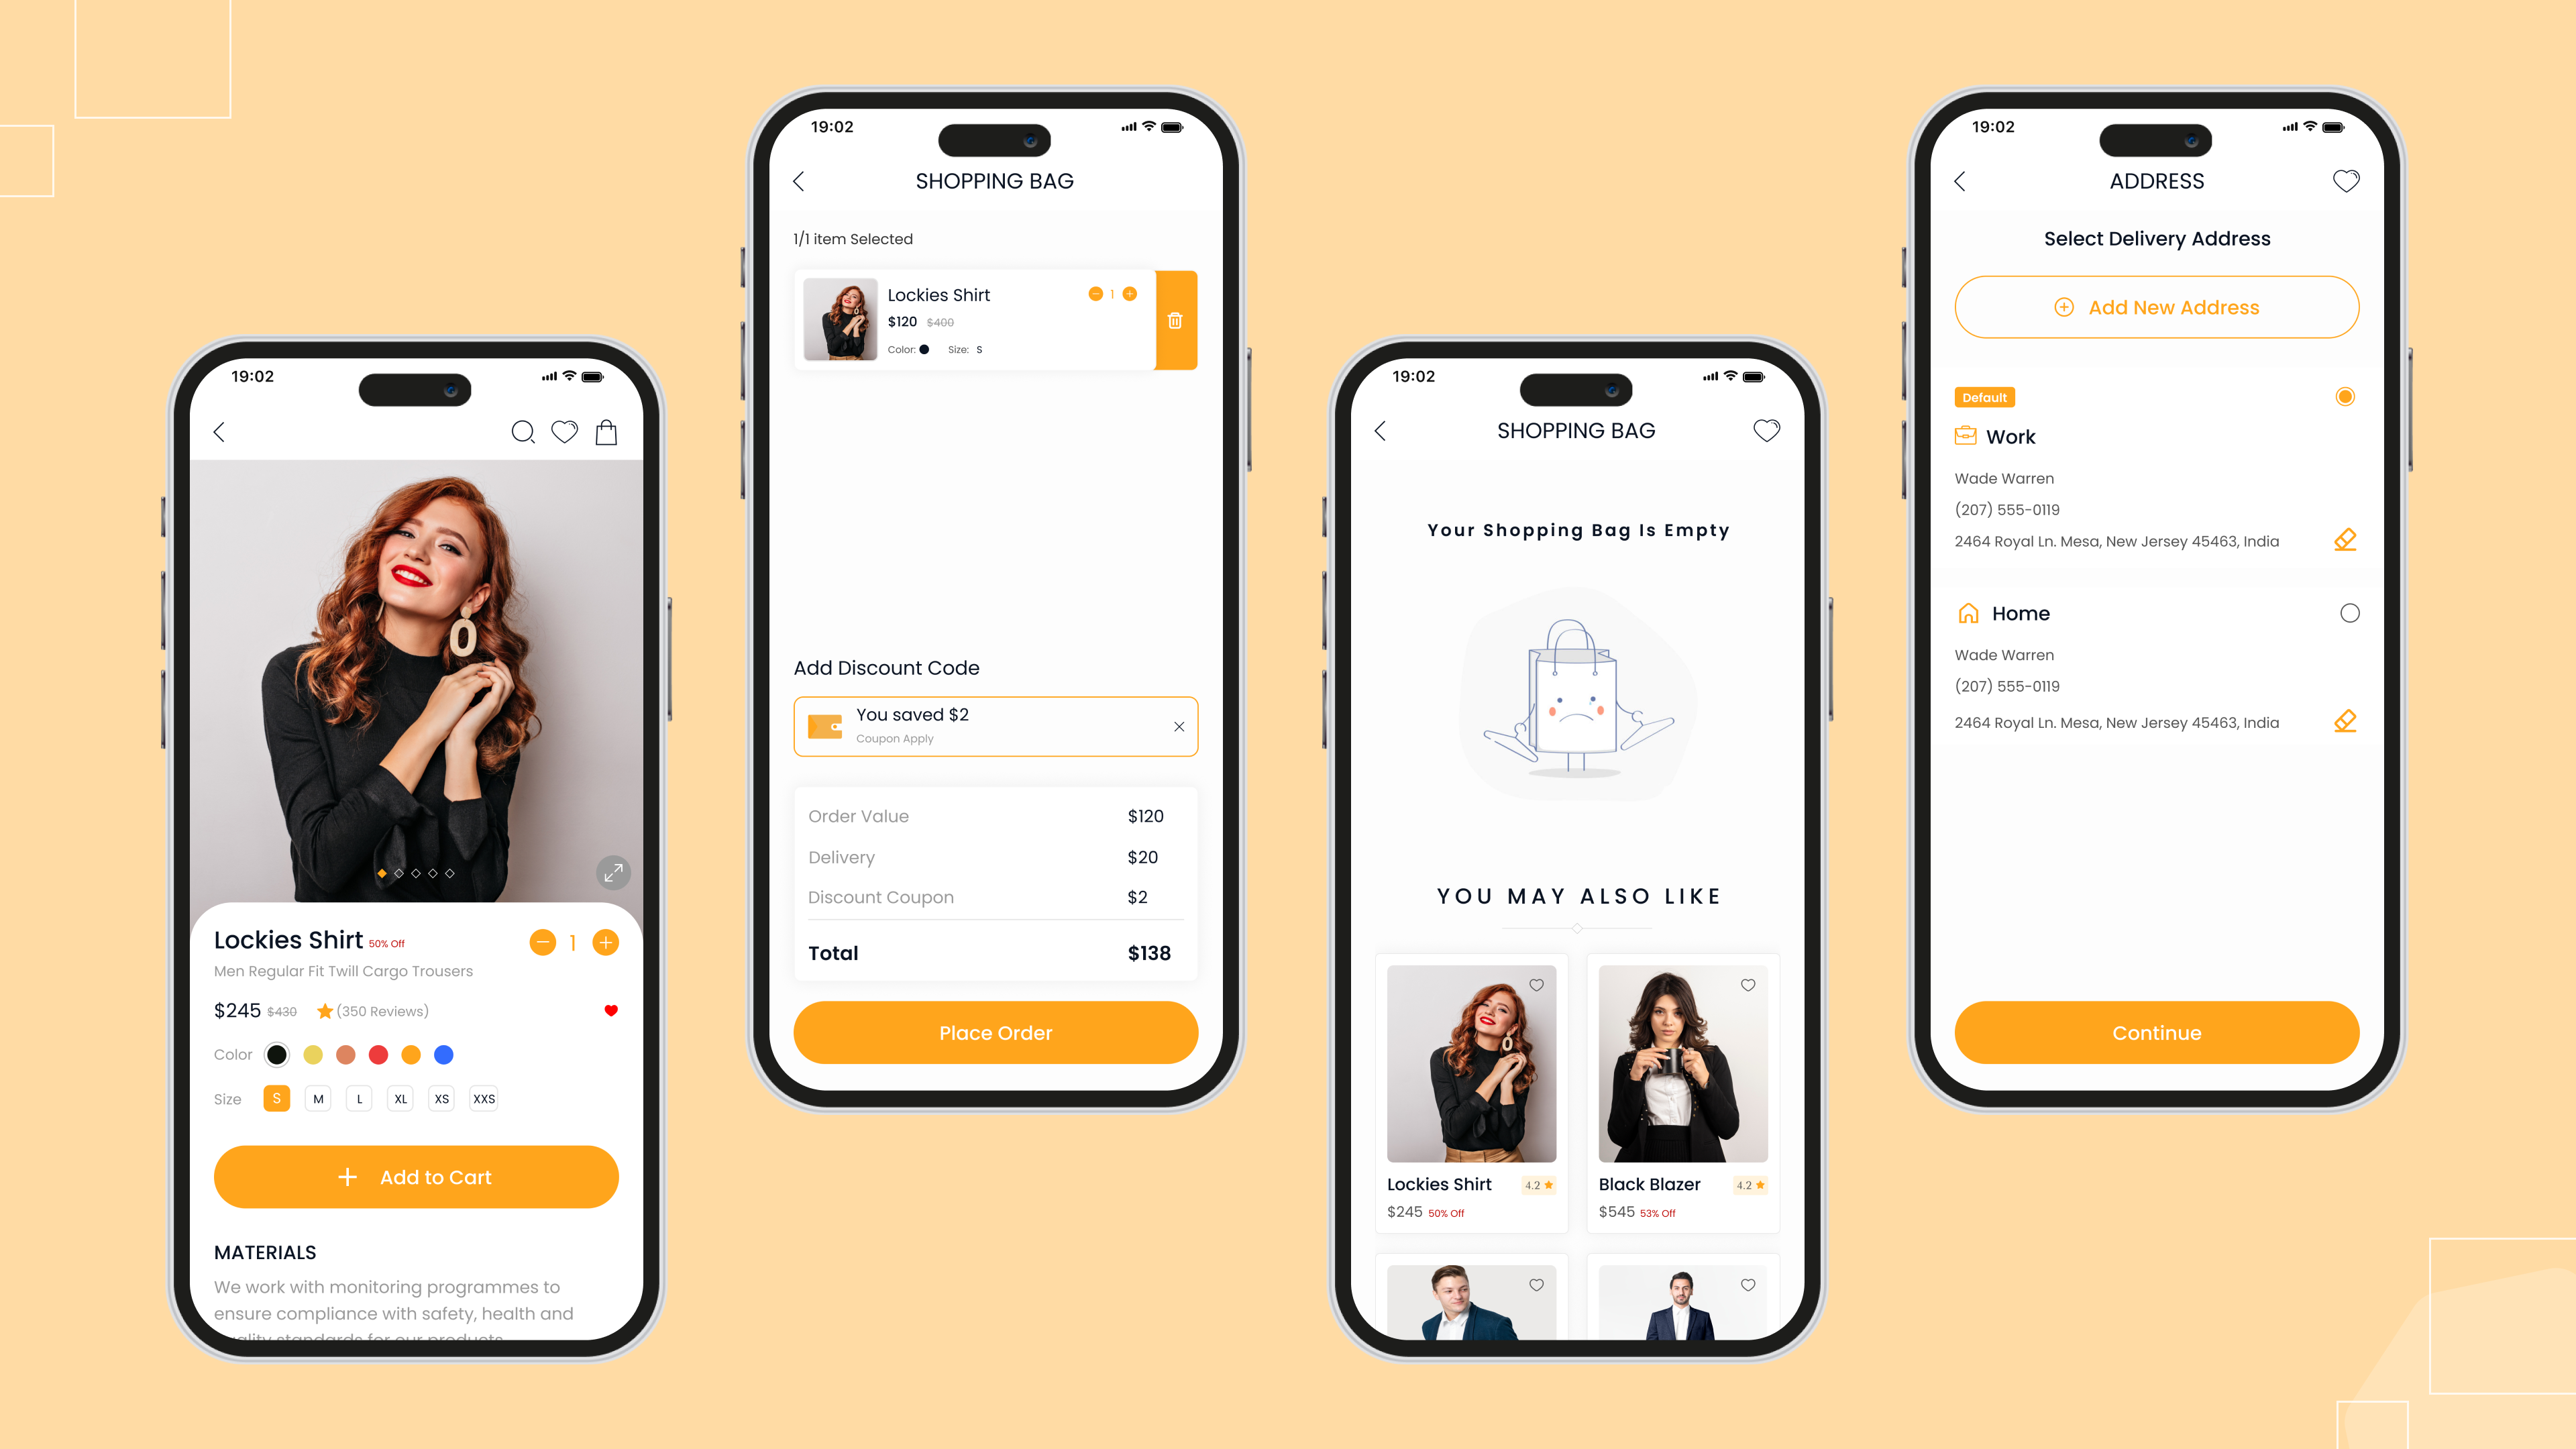 19:02
Lockies Shirt 50% Off
1
Men Regular Fit Twill Cargo Trousers
$245 $430 (350 Reviews)
Color
Size S M L XL XS XXS
Add to Cart
MATERIALS
We work with monitoring programmes to
ensure compliance with safety, health and
quality standards for our products
19:02
SHOPPING BAG
1/1 item Selected
Lockies Shirt
1
$120 $400
Color: Size: S
Add Discount Code
You saved $2
Coupon Apply
Order Value $120
Delivery $20
Discount Coupon $2
Total $138
Place Order
19:02
SHOPPING BAG
Your Shopping Bag Is Empty
YOU MAY ALSO LIKE
Lockies Shirt 4.2
$245 50% Off
Black Blazer 4.2
$545 53% Off
19:02
ADDRESS
Select Delivery Address
Add New Address
Default
Work
Wade Warren
(207) 555-0119
2464 Royal Ln. Mesa, New Jersey 45463, India
Home
Wade Warren
(207) 555-0119
2464 Royal Ln. Mesa, New Jersey 45463, India
Continue